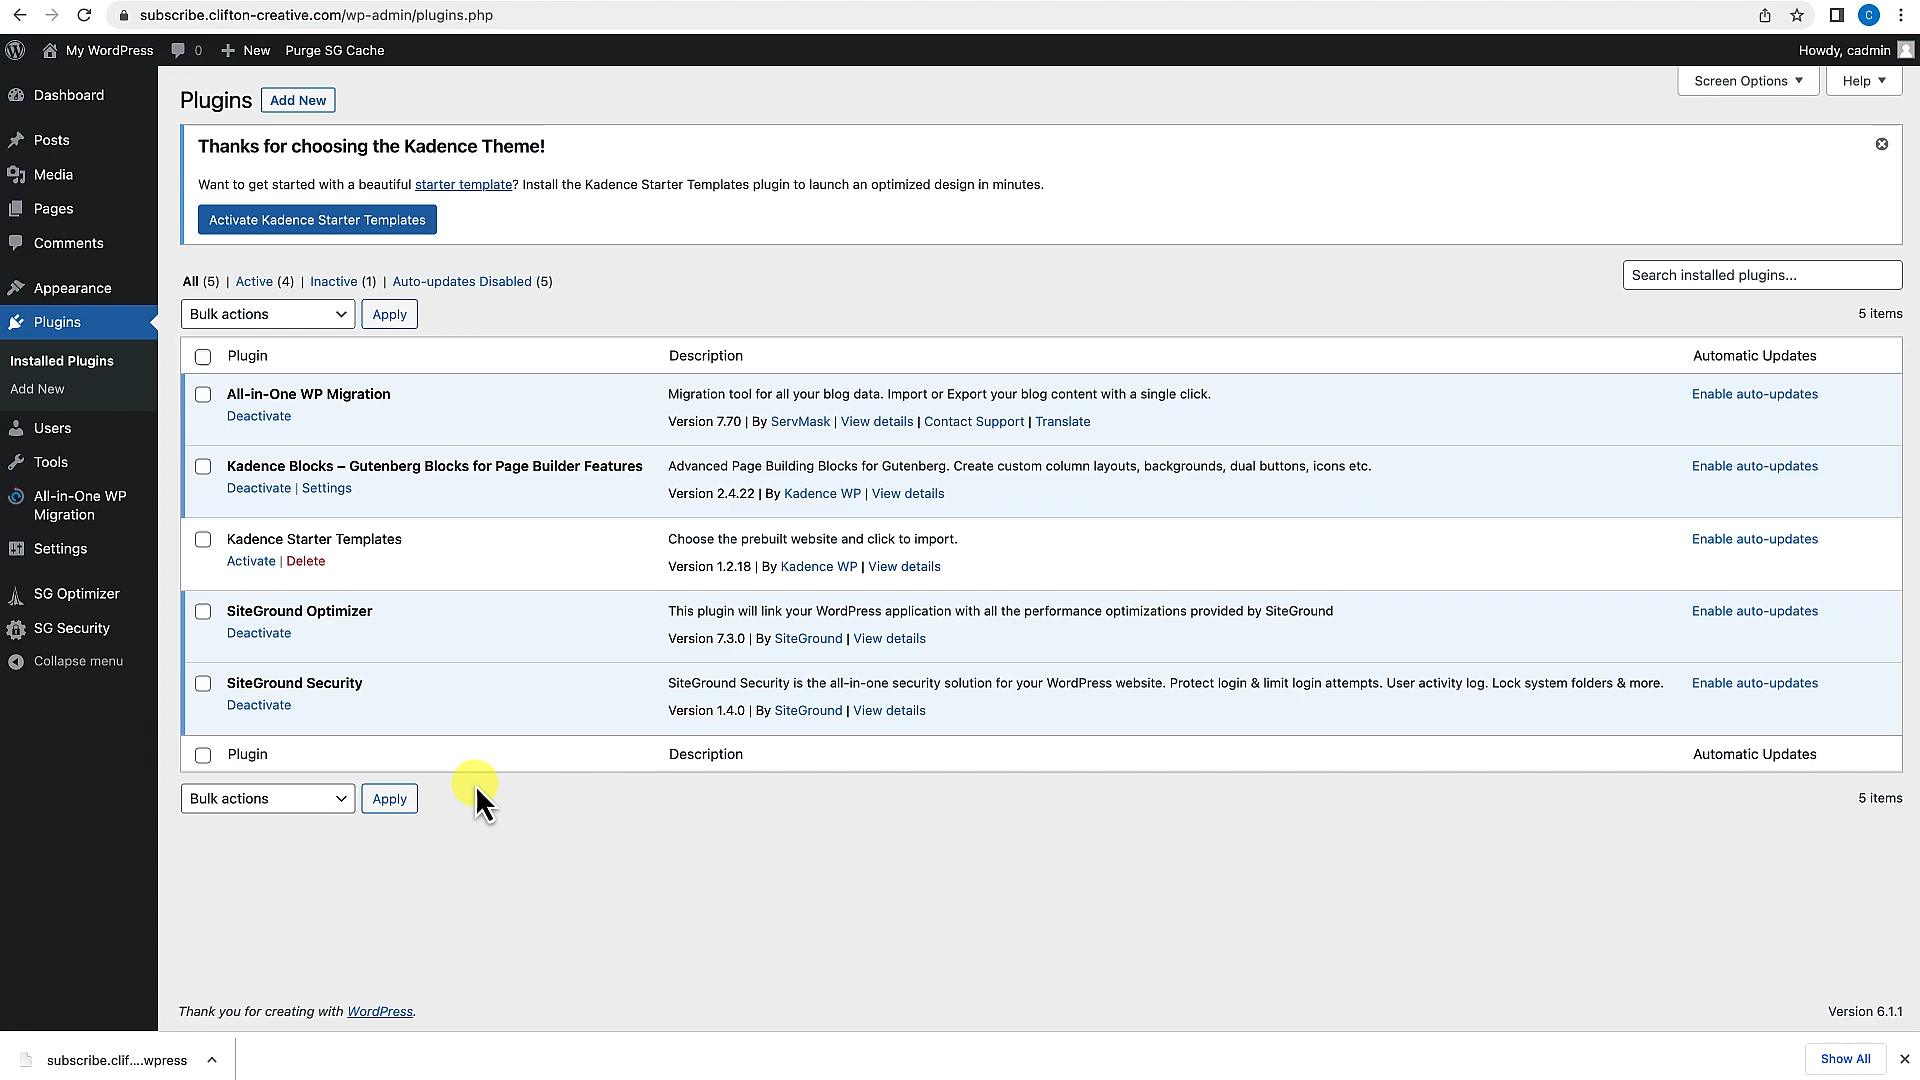 subscribe.clifton-creative.com/wp-admin/plugins.php
C
My WordPress 0 New Purge SG Cache Howdy, cadmin
Screen Options Help
Dashboard
Posts
Media
Pages
Comments
Appearance
Plugins
Installed Plugins
Add New
Users
Tools
All-in-One WP
Migration
Settings
SG Optimizer
SG Security
Collapse menu
Plugins Add New
Thanks for choosing the Kadence Theme!
Want to get started with a beautiful starter template? Install the Kadence Starter Templates plugin to launch an optimized design in minutes.
Activate Kadence Starter Templates
All (5) | Active (4) | Inactive (1) | Auto-updates Disabled (5)
Search installed plugins...
Bulk actions Apply 5 items
Plugin Description Automatic Updates
All-in-One WP Migration Migration tool for all your blog data. Import or Export your blog content with a single click. Enable auto-updates
Deactivate Version 7.70 | By ServMask | View details | Contact Support | Translate
Kadence Blocks – Gutenberg Blocks for Page Builder Features Advanced Page Building Blocks for Gutenberg. Create custom column layouts, backgrounds, dual buttons, icons etc. Enable auto-updates
Deactivate | Settings Version 2.4.22 | By Kadence WP | View details
Kadence Starter Templates Choose the prebuilt website and click to import. Enable auto-updates
Activate | Delete Version 1.2.18 | By Kadence WP | View details
SiteGround Optimizer This plugin will link your WordPress application with all the performance optimizations provided by SiteGround Enable auto-updates
Deactivate Version 7.3.0 | By SiteGround | View details
SiteGround Security SiteGround Security is the all-in-one security solution for your WordPress website. Protect login & limit login attempts. User activity log. Lock system folders & more. Enable auto-updates
Deactivate Version 1.4.0 | By SiteGround | View details
Plugin Description Automatic Updates
Bulk actions Apply 5 items
Thank you for creating with WordPress. Version 6.1.1
subscribe.clif....wpress Show All